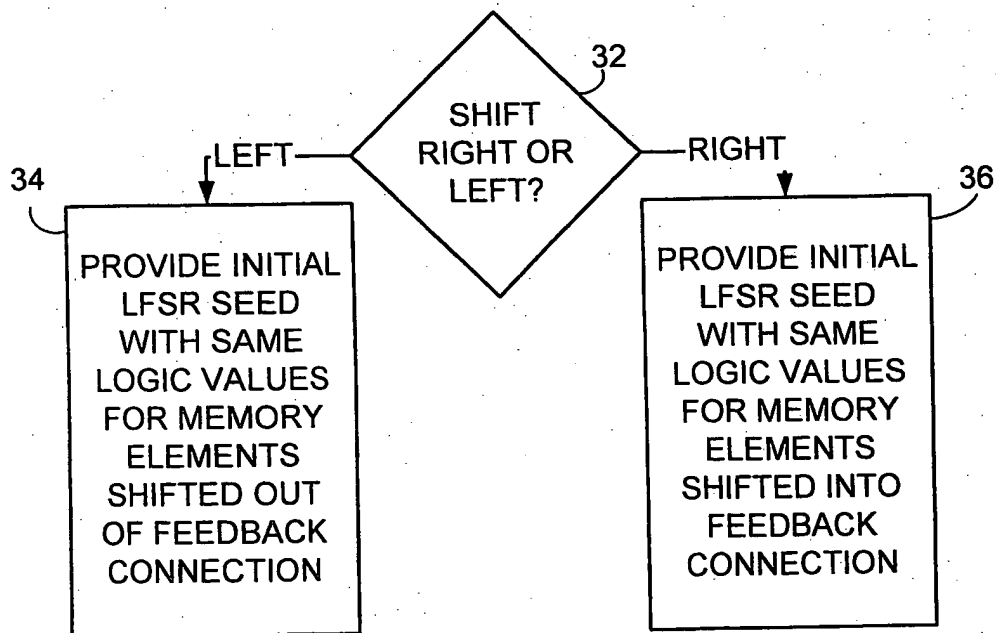 32
SHIFT
RIGHT OR
LEFT?
LEFT
RIGHT
34
PROVIDE INITIAL
LFSR SEED
WITH SAME
LOGIC VALUES
FOR MEMORY
ELEMENTS
SHIFTED OUT
OF FEEDBACK
CONNECTION
36
PROVIDE INITIAL
LFSR SEED
WITH SAME
LOGIC VALUES
FOR MEMORY
ELEMENTS
SHIFTED INTO
FEEDBACK
CONNECTION